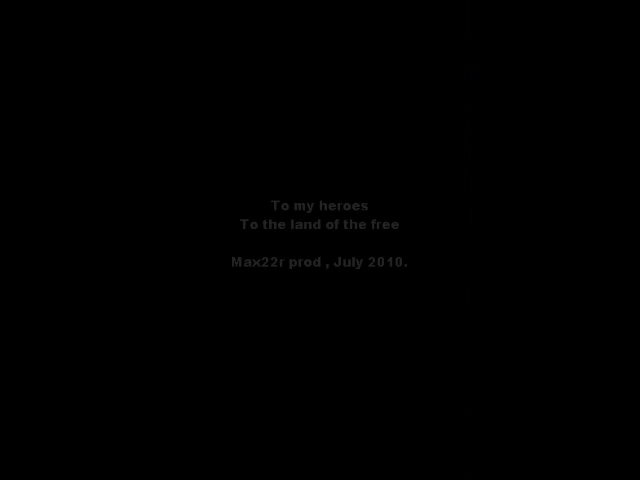 To my heroes
To the land of the free
Max22r prod , July 2010.